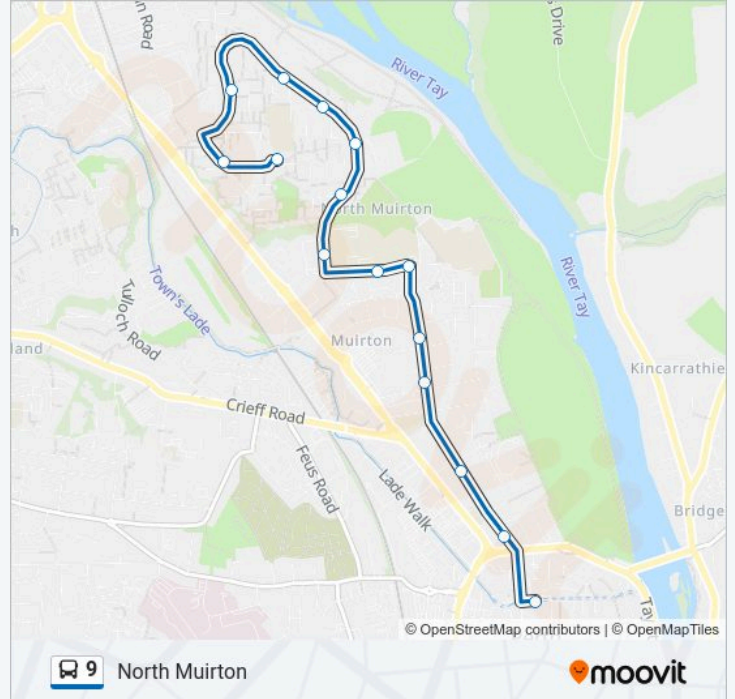 n Road
s Drive
River Tay
North Muirton
h
Town's Lade
Tulloch Road
River Tay
Muirton
land
Kincarrathie
Crieff Road
Feus Road
Lade Walk
Bridge
Tay
© OpenStreetMap contributors | © OpenMapTiles
9 North Muirton
moovit